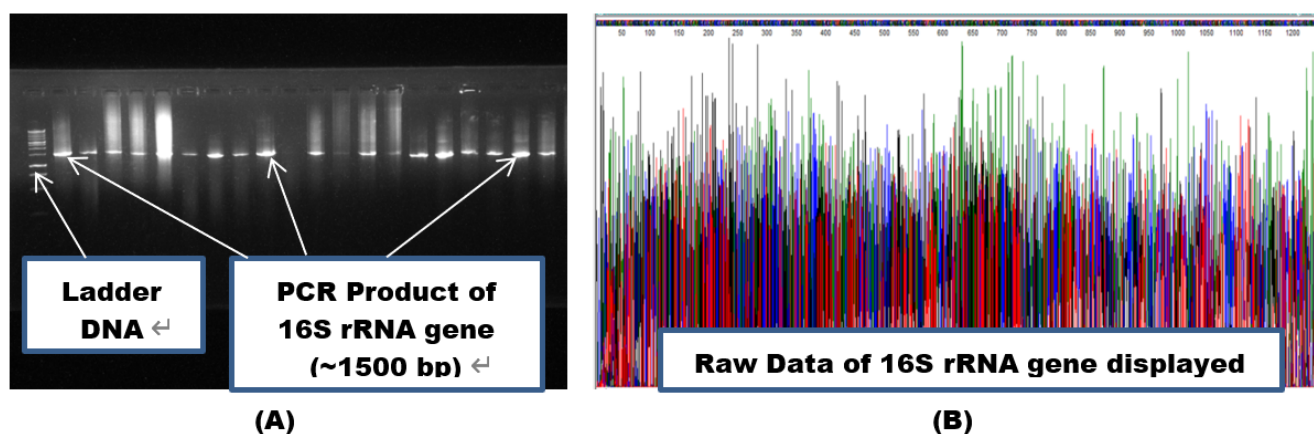 50 100 150 200 250 300 350 400 450 500 550 600 650 700 750 800 850 900 950 1000 1050 1100 1150 1200
Ladder
DNA ↵
PCR Product of
16S rRNA gene
(~1500 bp) ↵
Raw Data of 16S rRNA gene displayed
(A)
(B)